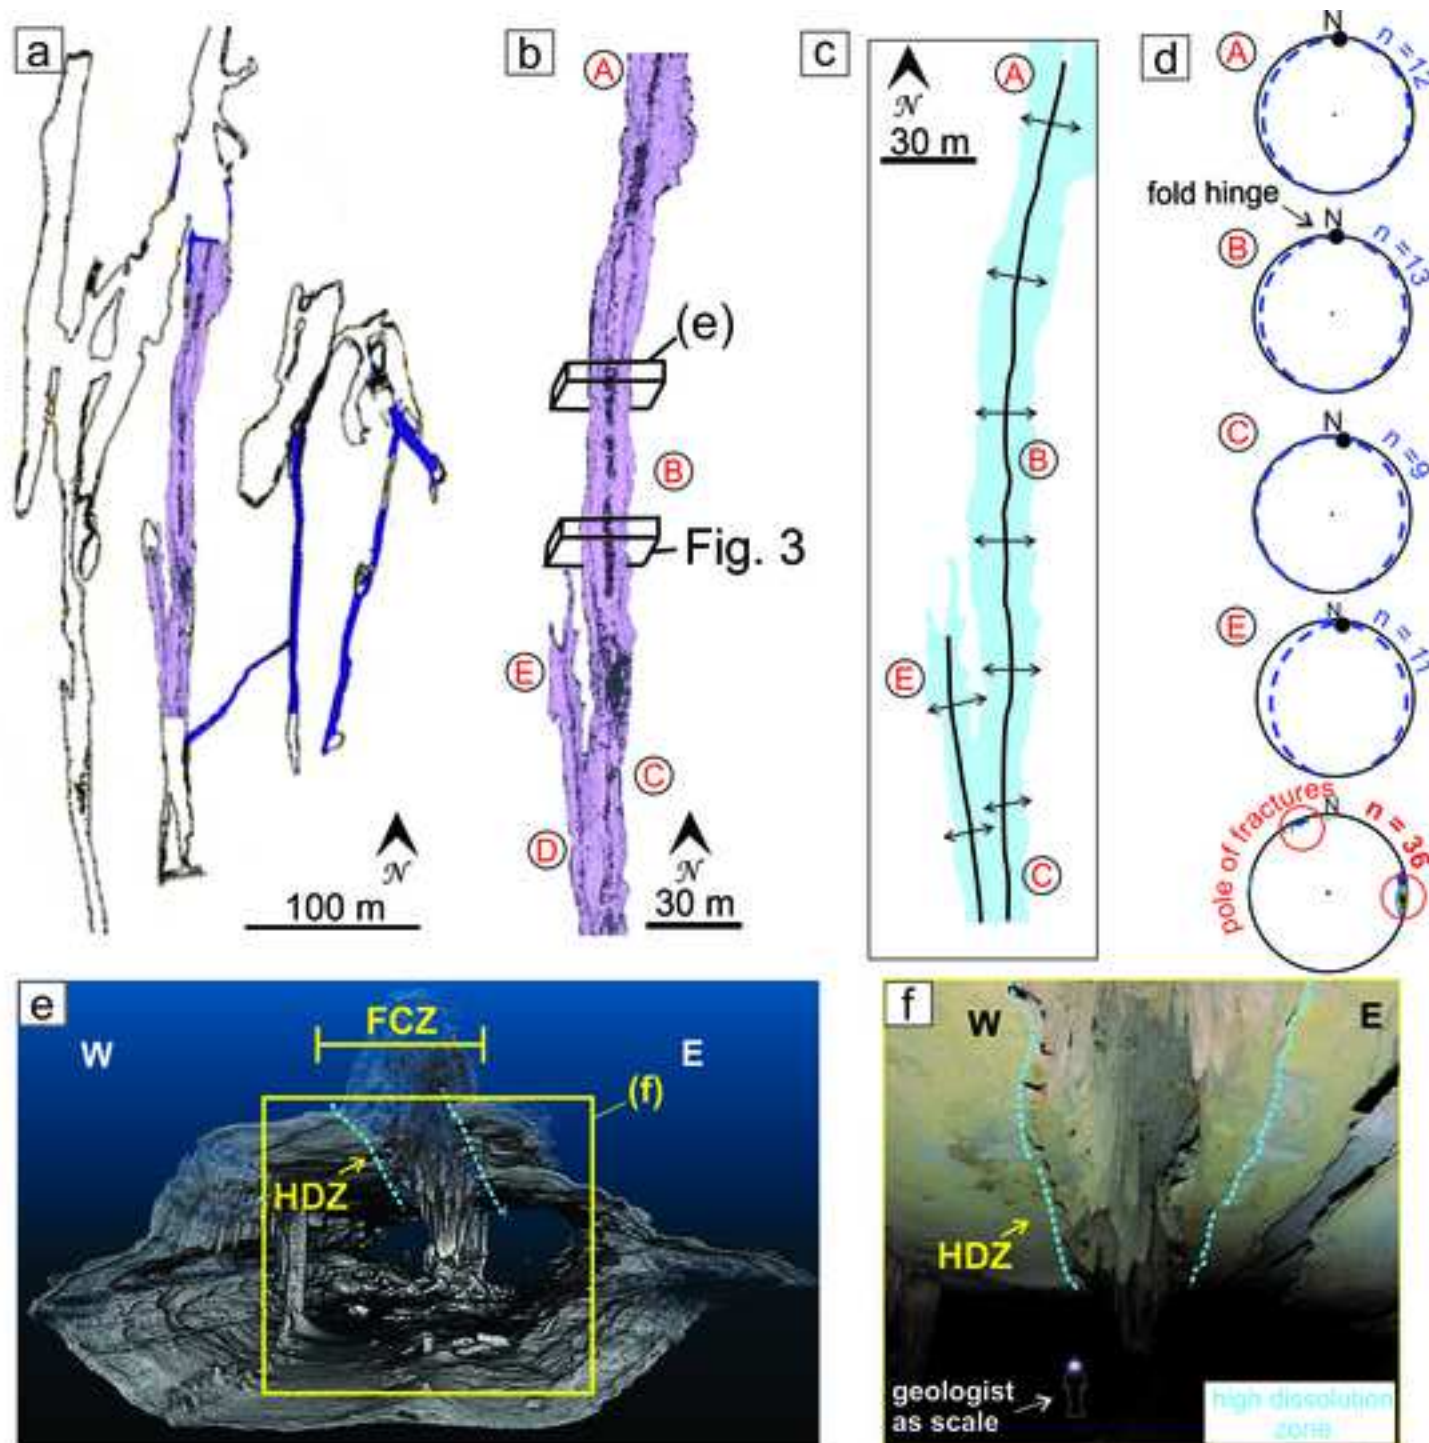 a
N
100 m
b
A
(e)
B
Fig. 3
E
C
D
N
30 m
c
N
30 m
A
B
E
C
d
A
N
n =12
fold hinge
B
N
n =13
C
N
n =9
E
N
n = 11
pole of fractures
N
n = 36
e
W
FCZ
E
(f)
HDZ
f
W
E
HDZ
geologist
as scale
high dissolution
zone